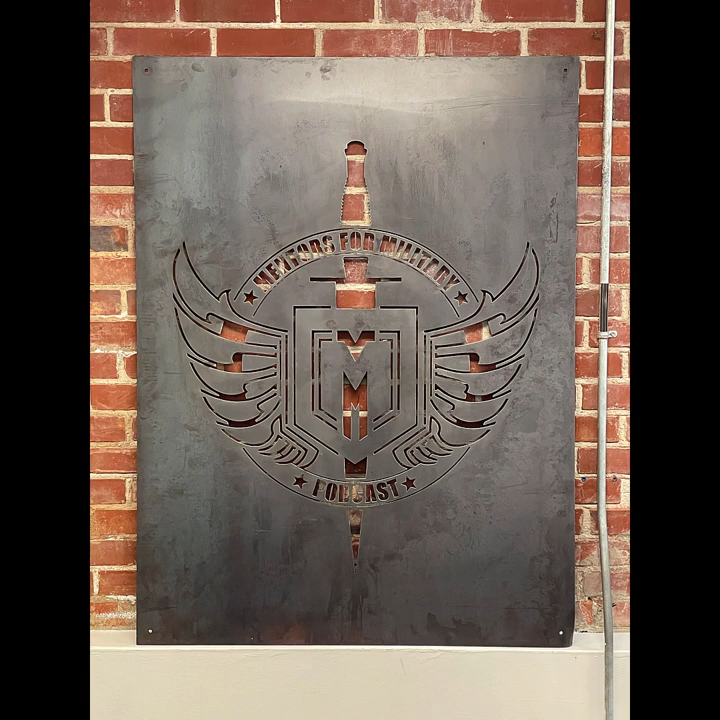 ★ MENTORS FOR MILITARY ★
M
★ PODCAST ★